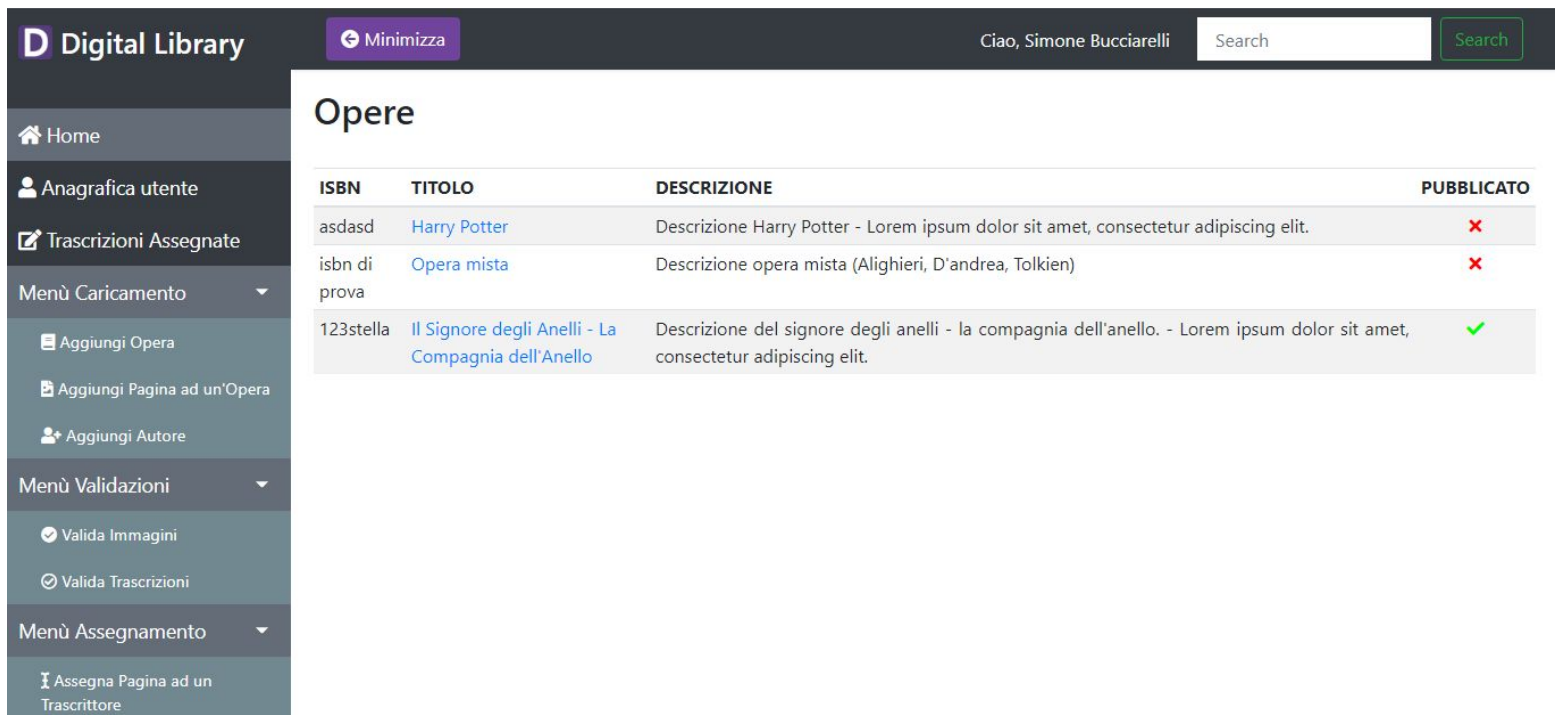 D Digital Library
Minimizza
Ciao, Simone Bucciarelli
Search
Search
Home
Anagrafica utente
Trascrizioni Assegnate
Menù Caricamento
Aggiungi Opera
Aggiungi Pagina ad un'Opera
Aggiungi Autore
Menù Validazioni
Valida Immagini
Valida Trascrizioni
Menù Assegnamento
Assegna Pagina ad un
Trascrittore
Opere
ISBN TITOLO DESCRIZIONE PUBBLICATO
asdasd Harry Potter Descrizione Harry Potter - Lorem ipsum dolor sit amet, consectetur adipiscing elit.
isbn di Opera mista Descrizione opera mista (Alighieri, D'andrea, Tolkien)
prova
123stella Il Signore degli Anelli - La Descrizione del signore degli anelli - la compagnia dell'anello. - Lorem ipsum dolor sit amet,
Compagnia dell'Anello consectetur adipiscing elit.